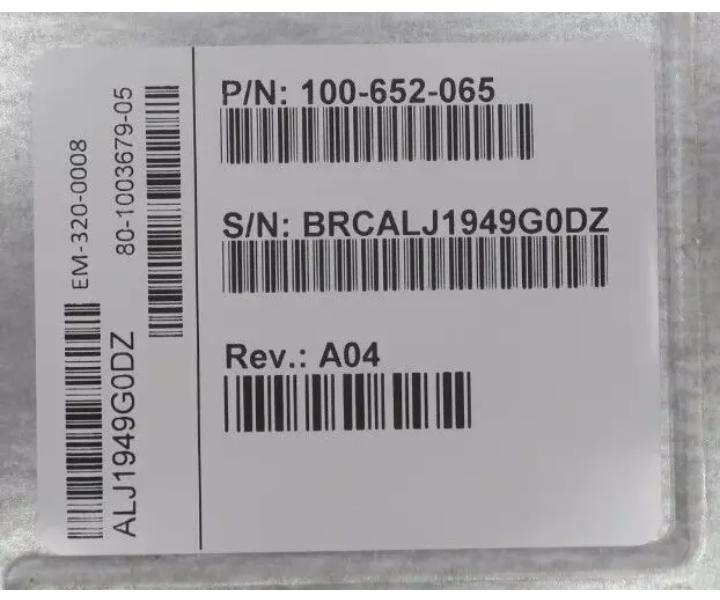 EM-320-0008
80-1003679-05
ALJ1949G0DZ
P/N: 100-652-065
S/N: BRCALJ1949G0DZ
Rev.: A04